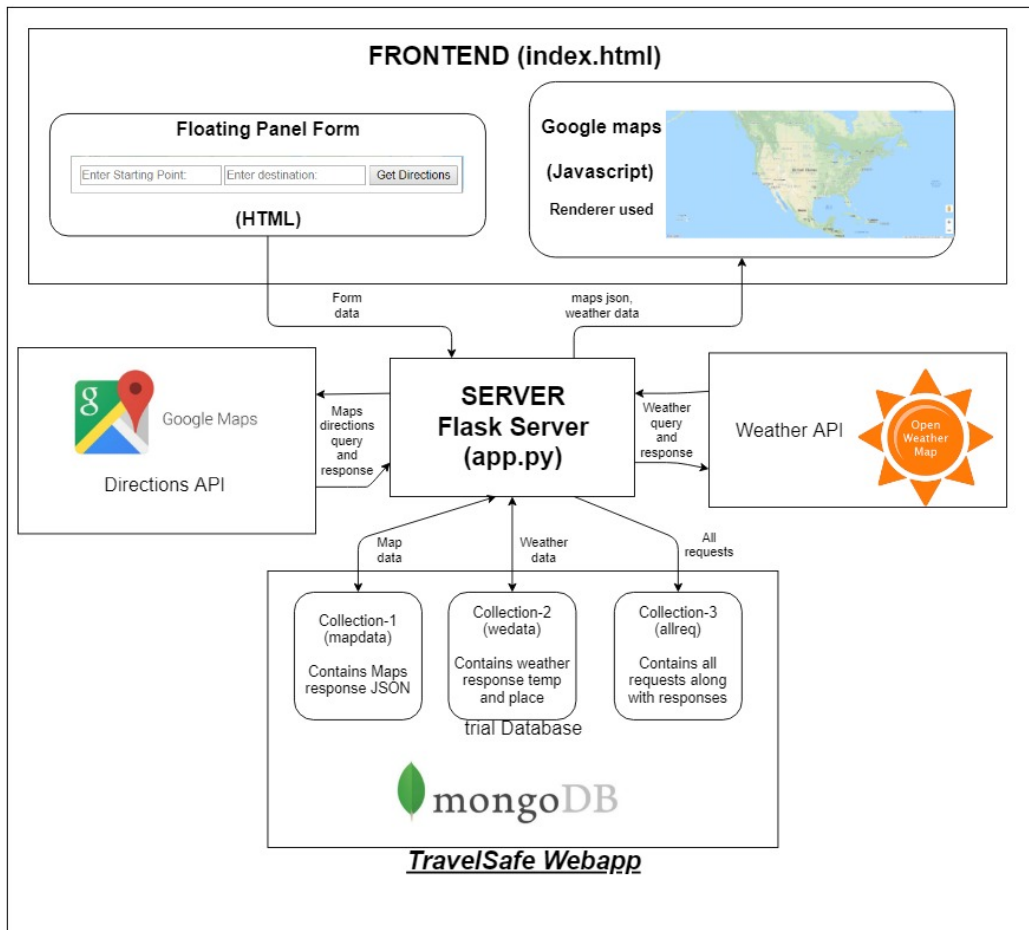 FRONTEND (index.html)
Floating Panel Form
Enter Starting Point:
Enter destination:
Get Directions
(HTML)
Google maps
(Javascript)
Renderer used
Form
data
maps json,
weather data
g
Google Maps
Directions API
Maps
directions
query
and
response
SERVER
Flask Server
(app.py)
Weather
query
and
response
Weather API
Open
Weather
Map
Map
data
Weather
data
All
requests
Collection-1
(mapdata)
Contains Maps
response JSON
Collection-2
(wedata)
Contains weather
response temp
and place
Collection-3
(allreq)
Contains all
requests along
with responses
trial Database
mongoDB
TravelSafe Webapp